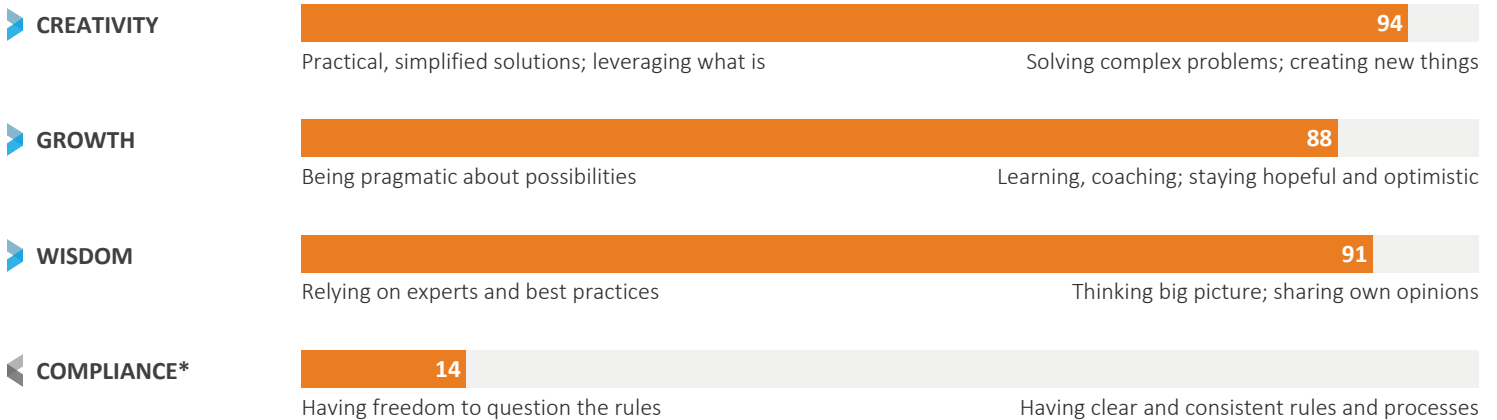 CREATIVITY
94
Practical, simplified solutions; leveraging what is
Solving complex problems; creating new things
GROWTH
88
Being pragmatic about possibilities
Learning, coaching; staying hopeful and optimistic
WISDOM
91
Relying on experts and best practices
Thinking big picture; sharing own opinions
COMPLIANCE*
14
Having freedom to question the rules
Having clear and consistent rules and processes